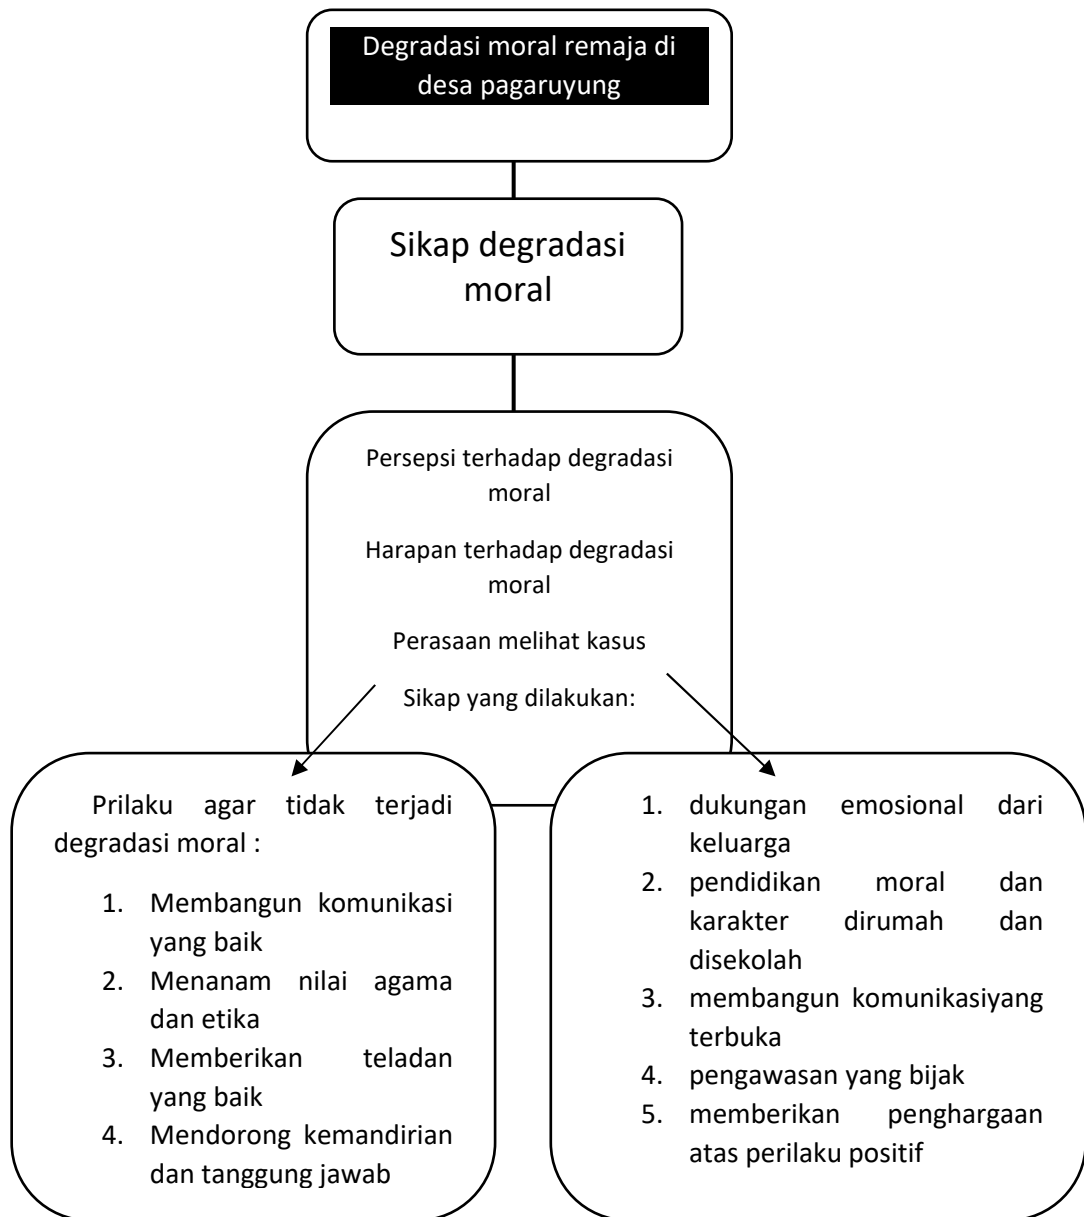 Degradasi moral remaja di
desa pagaruyung
Sikap degradasi
moral
Persepsi terhadap degradasi
moral
Harapan terhadap degradasi
moral
Perasaan melihat kasus
Sikap yang dilakukan:
Prilaku agar tidak terjadi
degradasi moral :
1. Membangun komunikasi
yang baik
2. Menanam nilai agama
dan etika
3. Memberikan teladan
yang baik
4. Mendorong kemandirian
dan tanggung jawab
1. dukungan emosional dari
keluarga
2. pendidikan moral dan
karakter dirumah dan
disekolah
3. membangun komunikasiyang
terbuka
4. pengawasan yang bijak
5. memberikan penghargaan
atas perilaku positif